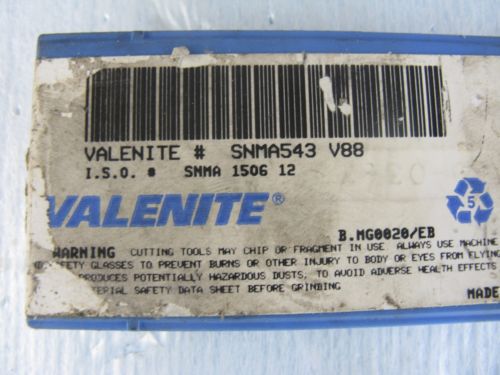 VALENITE # SNMA543 V88
I.S.O. # SNMA 1506 12
VALENITE®
5
B.MG0020/EB
WARNING CUTTING TOOLS MAY CHIP OR FRAGMENT IN USE. ALWAYS USE MACHINE
SAFETY GLASSES TO PREVENT BURNS OR OTHER INJURY TO BODY OR EYES FROM FLYING
PRODUCES POTENTIALLY HAZARDOUS DUSTS, TO AVOID ADVERSE HEALTH EFFECTS
SAFETY DATA SHEET BEFORE GRINDING
MADE